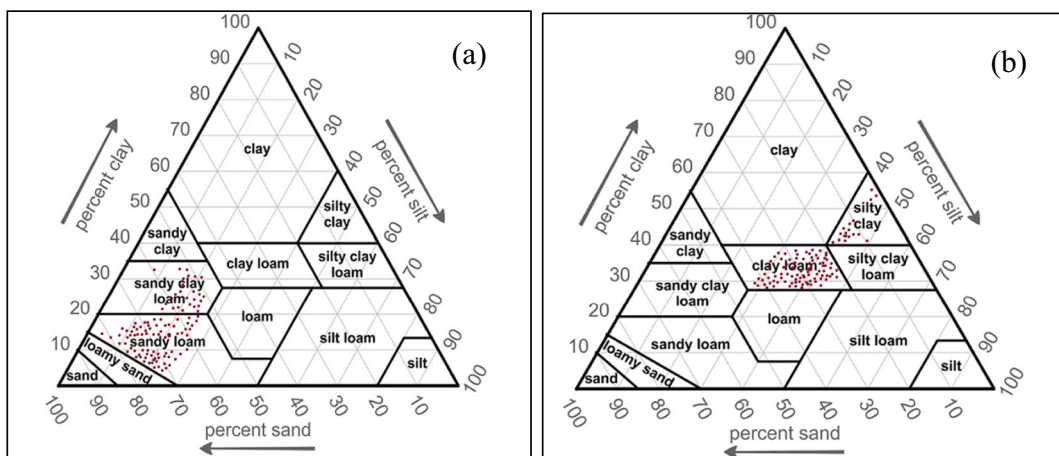 (a)
100
90
80
70
60
50
40
30
20
10
10
20
30
40
50
60
70
80
90
100
100
90
80
70
60
50
40
30
20
10
percent clay
percent silt
percent sand
clay
silty
clay
sandy
clay
clay loam
silty clay
loam
sandy clay
loam
loam
sandy loam
silt loam
loamy sand
sand
silt
(b)
100
90
80
70
60
50
40
30
20
10
10
20
30
40
50
60
70
80
90
100
100
90
80
70
60
50
40
30
20
10
percent clay
percent silt
percent sand
clay
silty
clay
sandy
clay
clay loam
silty clay
loam
sandy clay
loam
loam
sandy loam
silt loam
loamy sand
sand
silt